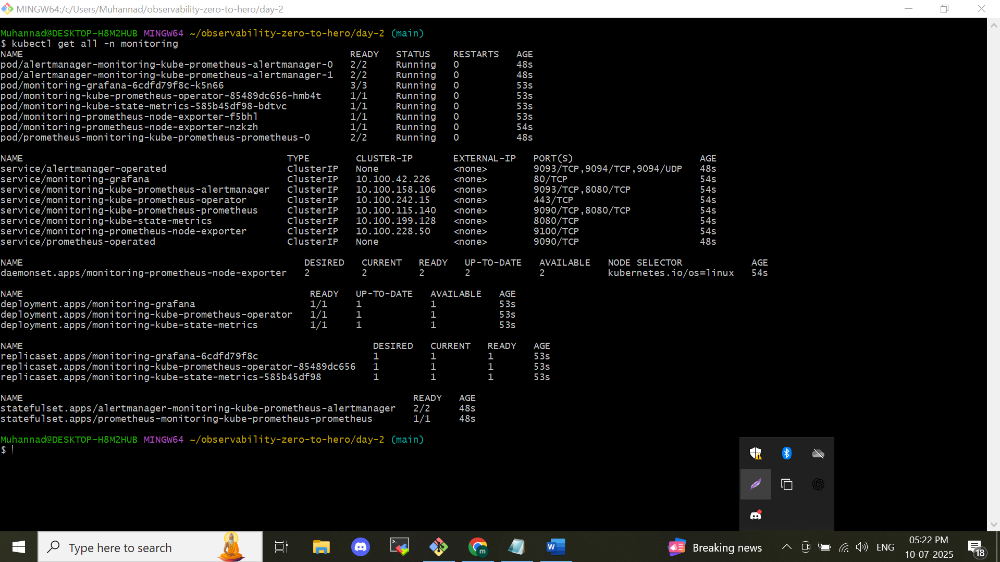 MINGW64:/c/Users/Muhannad/observability-zero-to-hero/day-2
Muhannad@DESKTOP-H8M2HUB MINGW64 ~/observability-zero-to-hero/day-2 (main)
$ kubectl get all -n monitoring
NAME READY STATUS RESTARTS AGE
pod/alertmanager-monitoring-kube-prometheus-alertmanager-0 2/2 Running 0 48s
pod/alertmanager-monitoring-kube-prometheus-alertmanager-1 2/2 Running 0 48s
pod/monitoring-grafana-6cdfd79f8c-k5n66 3/3 Running 0 53s
pod/monitoring-kube-prometheus-operator-85489dc656-hmb4t 1/1 Running 0 53s
pod/monitoring-kube-state-metrics-585b45df98-bdtvc 1/1 Running 0 53s
pod/monitoring-prometheus-node-exporter-f5bhl 1/1 Running 0 53s
pod/monitoring-prometheus-node-exporter-nzkzh 1/1 Running 0 54s
pod/prometheus-monitoring-kube-prometheus-prometheus-0 2/2 Running 0 48s
NAME TYPE CLUSTER-IP EXTERNAL-IP PORT(S) AGE
service/alertmanager-operated ClusterIP None <none> 9093/TCP,9094/TCP,9094/UDP 48s
service/monitoring-grafana ClusterIP 10.100.42.226 <none> 80/TCP 54s
service/monitoring-kube-prometheus-alertmanager ClusterIP 10.100.158.106 <none> 9093/TCP,8080/TCP 54s
service/monitoring-kube-prometheus-operator ClusterIP 10.100.242.15 <none> 443/TCP 54s
service/monitoring-kube-prometheus-prometheus ClusterIP 10.100.115.140 <none> 9090/TCP,8080/TCP 54s
service/monitoring-kube-state-metrics ClusterIP 10.100.199.128 <none> 8080/TCP 54s
service/monitoring-prometheus-node-exporter ClusterIP 10.100.228.50 <none> 9100/TCP 54s
service/prometheus-operated ClusterIP None <none> 9090/TCP 48s
NAME DESIRED CURRENT READY UP-TO-DATE AVAILABLE NODE SELECTOR AGE
daemonset.apps/monitoring-prometheus-node-exporter 2 2 2 2 2 kubernetes.io/os=linux 54s
NAME READY UP-TO-DATE AVAILABLE AGE
deployment.apps/monitoring-grafana 1/1 1 1 53s
deployment.apps/monitoring-kube-prometheus-operator 1/1 1 1 53s
deployment.apps/monitoring-kube-state-metrics 1/1 1 1 53s
NAME DESIRED CURRENT READY AGE
replicaset.apps/monitoring-grafana-6cdfd79f8c 1 1 1 53s
replicaset.apps/monitoring-kube-prometheus-operator-85489dc656 1 1 1 53s
replicaset.apps/monitoring-kube-state-metrics-585b45df98 1 1 1 53s
NAME READY AGE
statefulset.apps/alertmanager-monitoring-kube-prometheus-alertmanager 2/2 48s
statefulset.apps/prometheus-monitoring-kube-prometheus-prometheus 1/1 48s
Muhannad@DESKTOP-H8M2HUB MINGW64 ~/observability-zero-to-hero/day-2 (main)
$
Type here to search
Breaking news
ENG
05:22 PM
10-07-2025
18